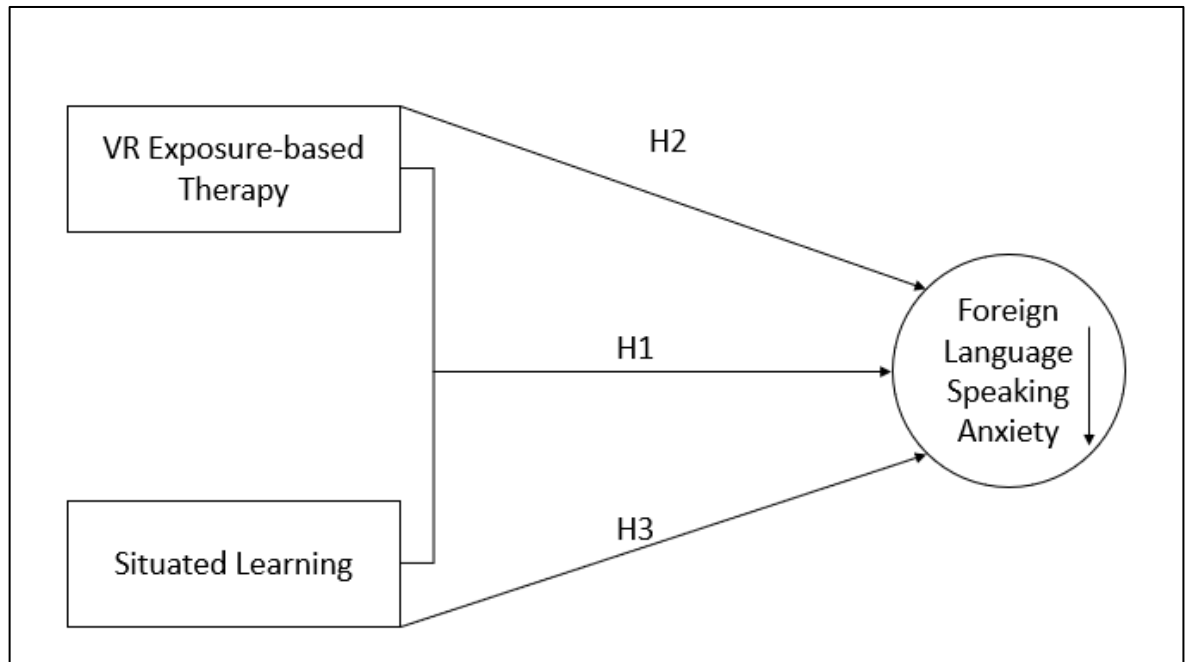 VR Exposure-based
Therapy
H2
Foreign
Language
Speaking
Anxiety
H1
H3
Situated Learning